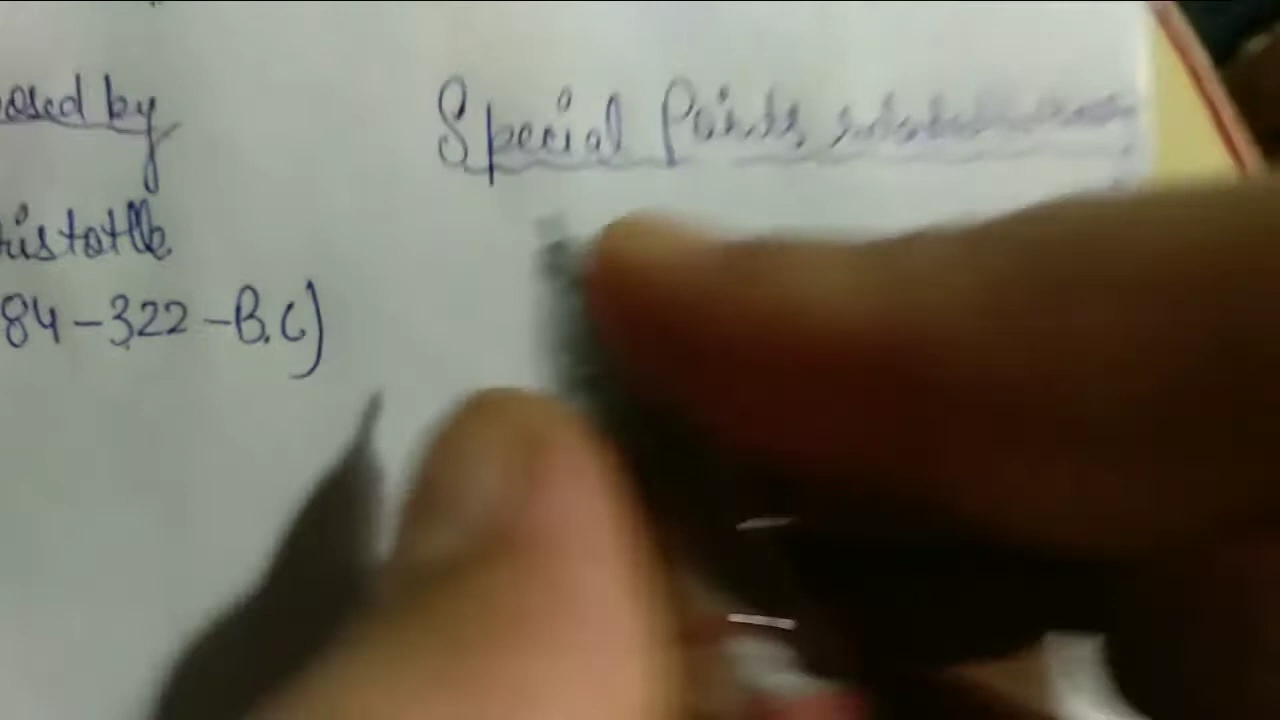 osed by
Special Points
ristotle
84-322-B.C)